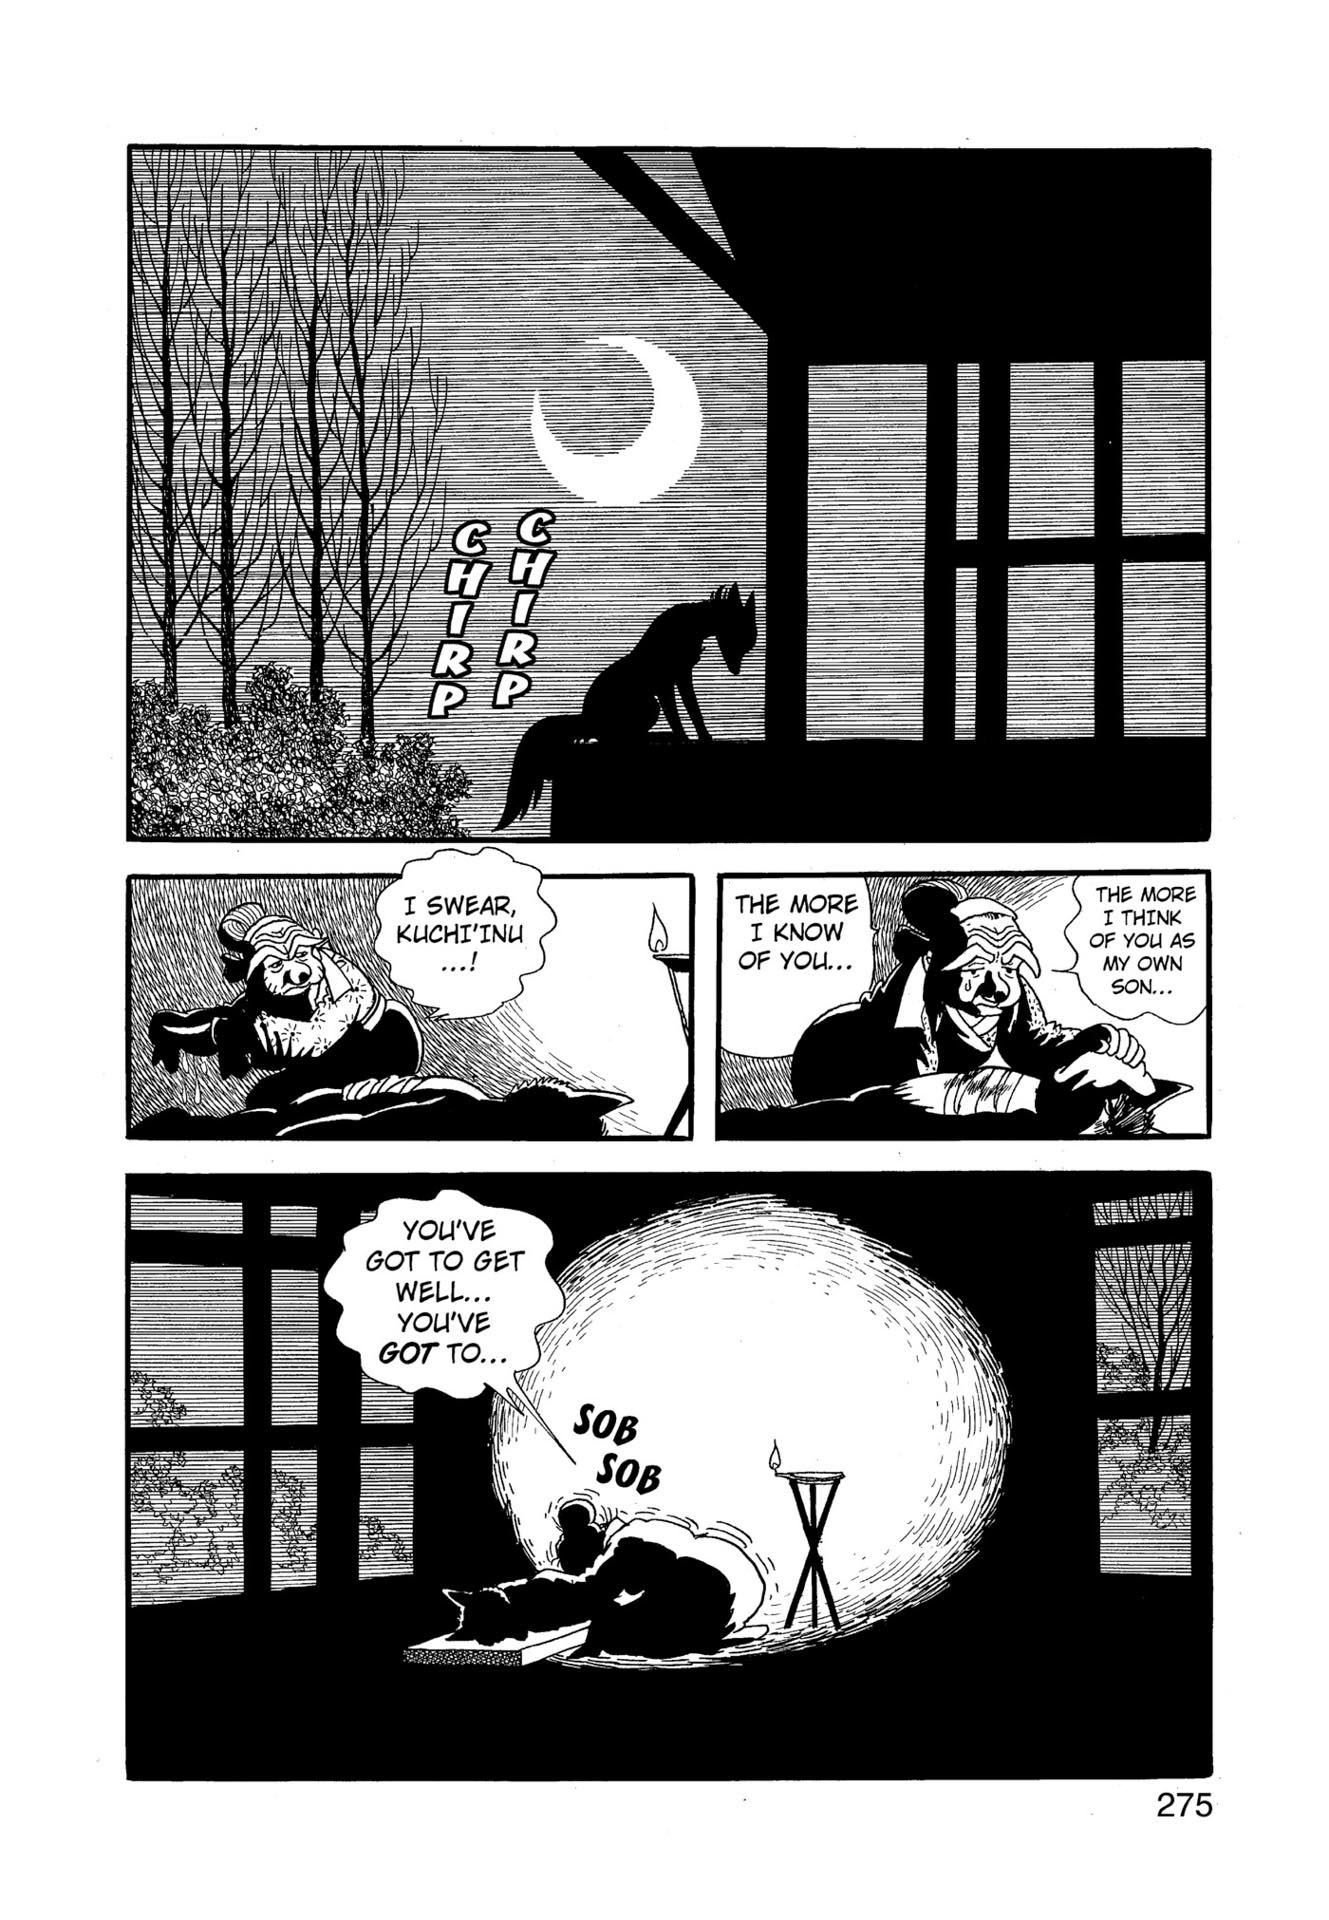 CHIRP
CHIRP
I SWEAR,
KUCHI'INU
...!
THE MORE
I KNOW
OF YOU...
THE MORE
I THINK
OF YOU AS
MY OWN
SON...
YOU'VE
GOT TO GET
WELL...
YOU'VE
GOT TO...
SOB
SOB
275